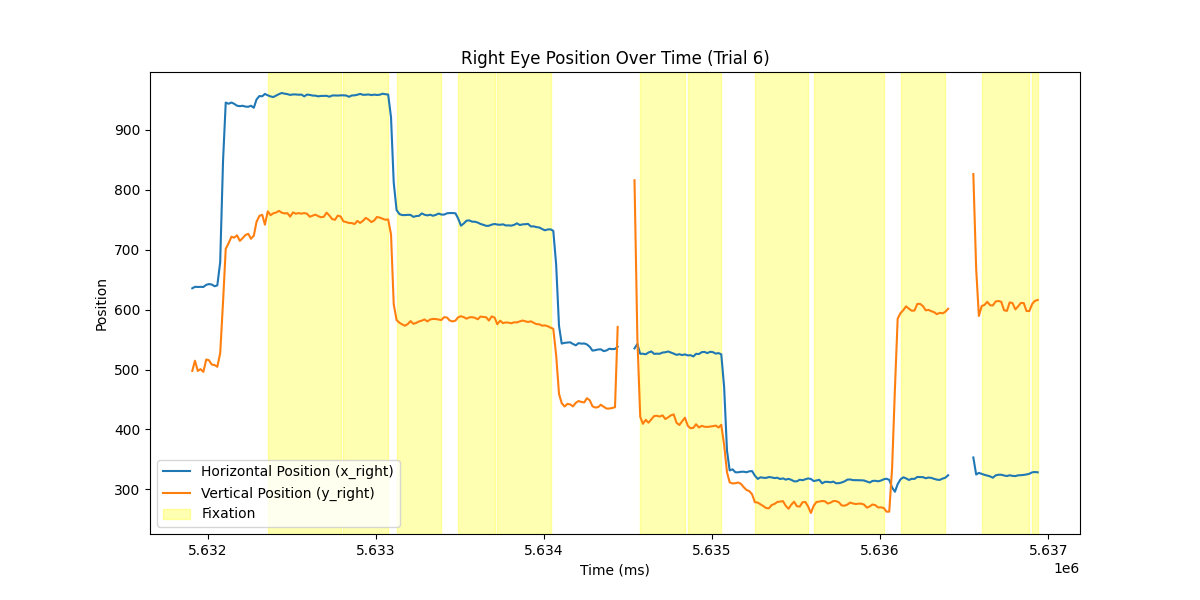 Right Eye Position Over Time (Trial 6)
Position
900
800
700
600
500
400
300
Horizontal Position (x_right)
Vertical Position (y_right)
Fixation
5.632 5.633 5.634 5.635 5.636 5.637
1e6
Time (ms)